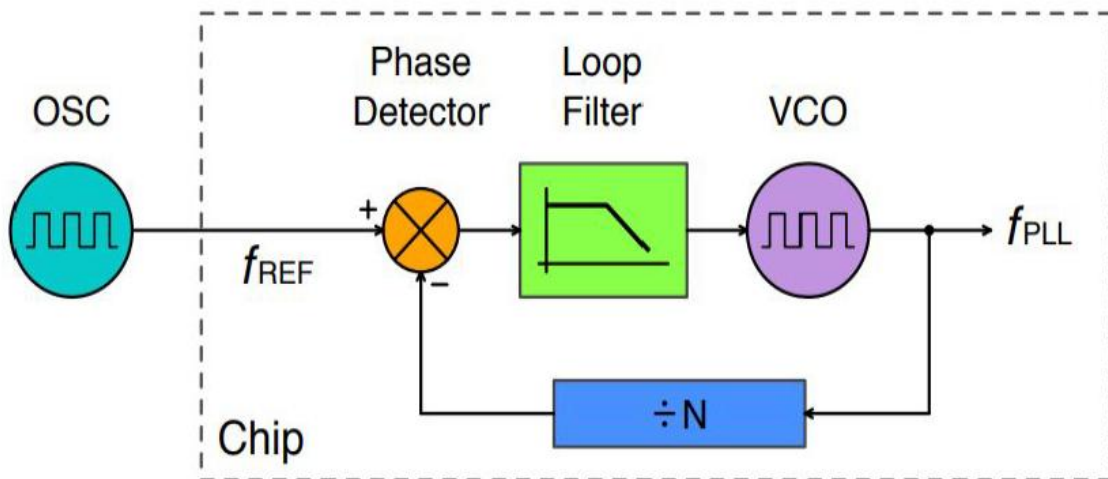 Phase
Detector
Loop
Filter
OSC
VCO
+
fREF
−
fPLL
÷N
Chip